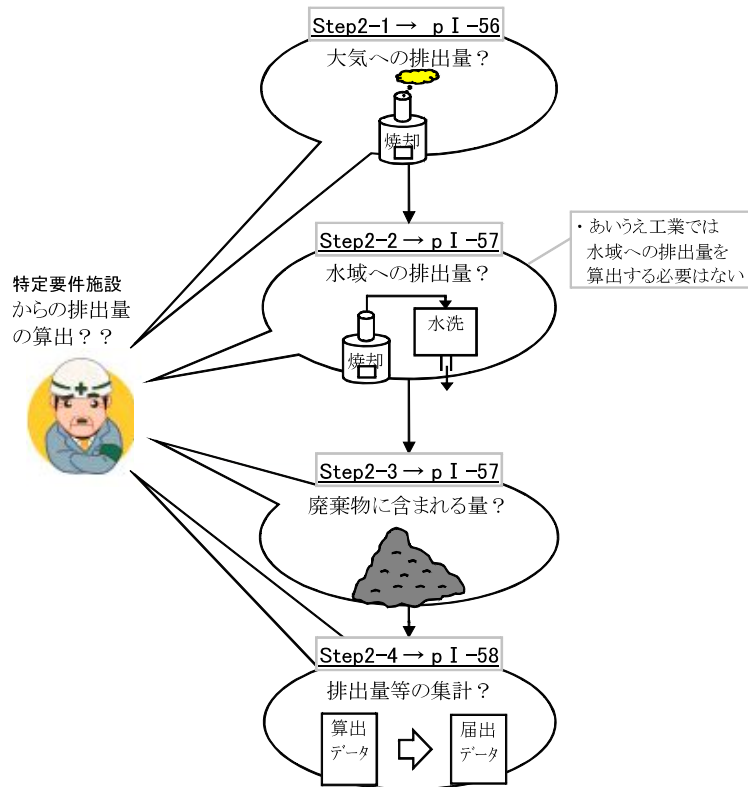 Step2-1→ pⅠ-56
大気への排出量？
焼却
Step2-2→ pⅠ-57
水域への排出量？
水洗
焼却
・あいうえ工業では
水域への排出量を
算出する必要はない
特定要件施設
からの排出量
の算出？？
Step2-3→ pⅠ-57
廃棄物に含まれる量？
Step2-4→ pⅠ-58
排出量等の集計？
算出
データ
届出
データ